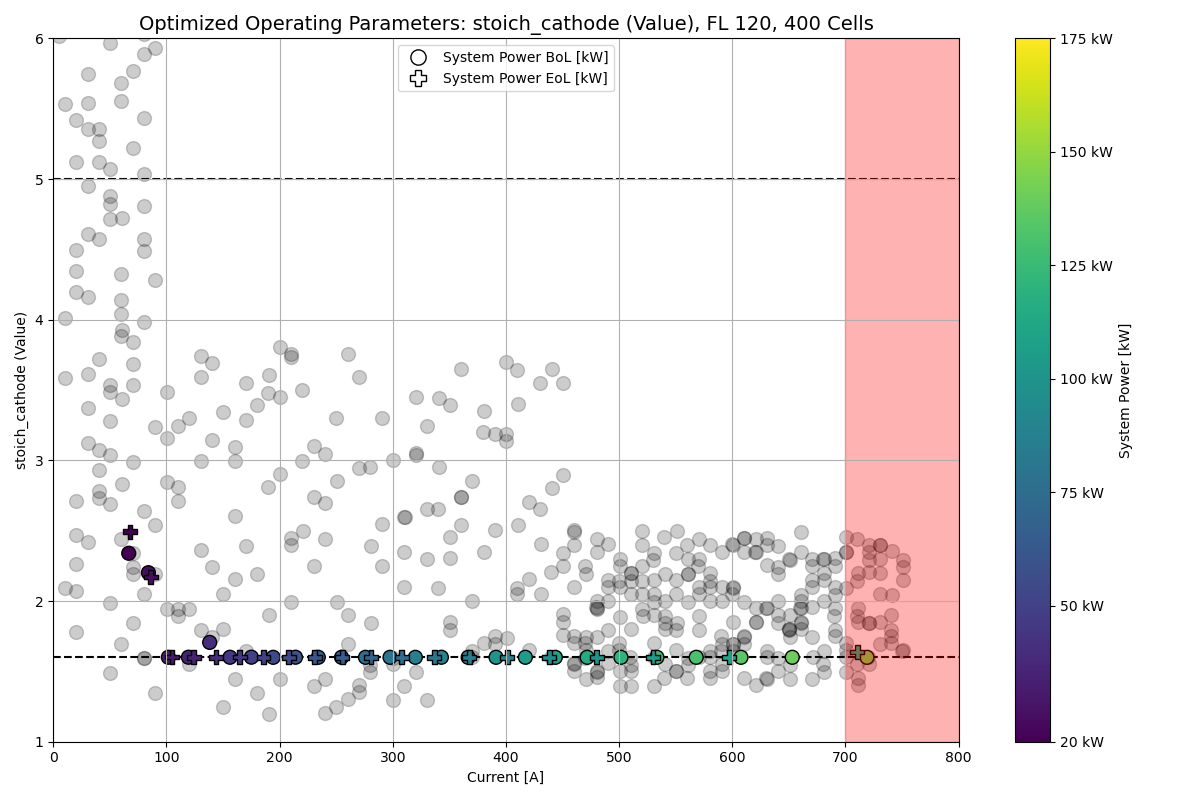 Optimized Operating Parameters: stoich_cathode (Value), FL 120, 400 Cells
System Power BoL [kW]
System Power EoL [kW]
6
5
4
3
2
1
stoich_cathode (Value)
0
100
200
300
400
500
600
700
800
Current [A]
175 kW
150 kW
125 kW
100 kW
75 kW
50 kW
20 kW
System Power [kW]